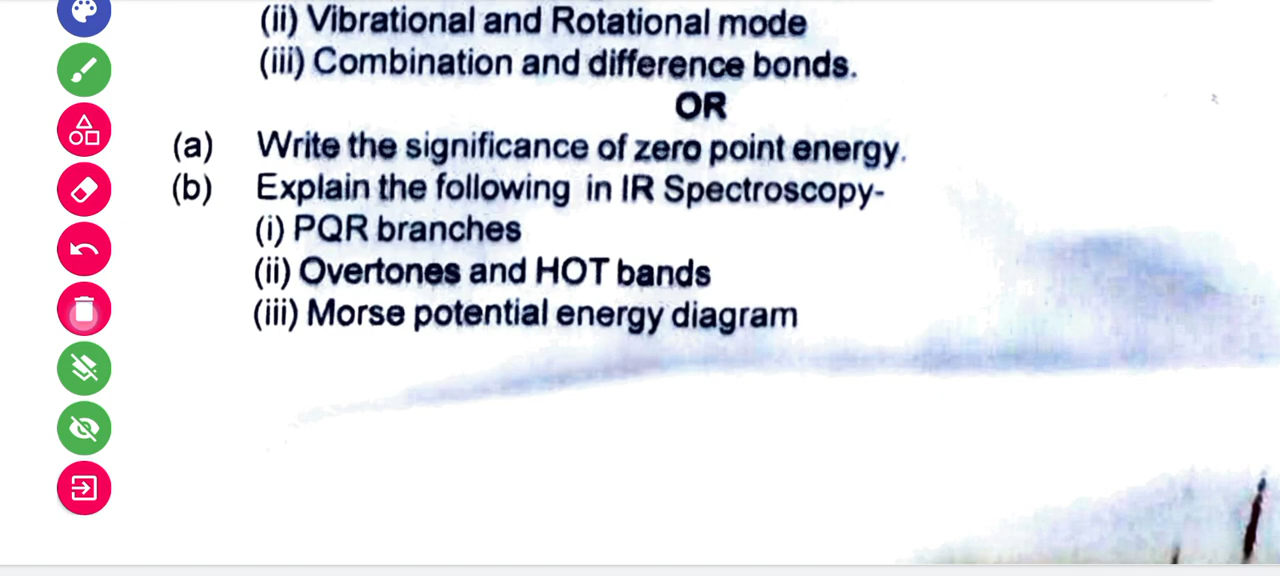 (ii) Vibrational and Rotational mode
(iii) Combination and difference bonds.
OR
(a) Write the significance of zero point energy.
(b) Explain the following in IR Spectroscopy-
(i) PQR branches
(ii) Overtones and HOT bands
(iii) Morse potential energy diagram